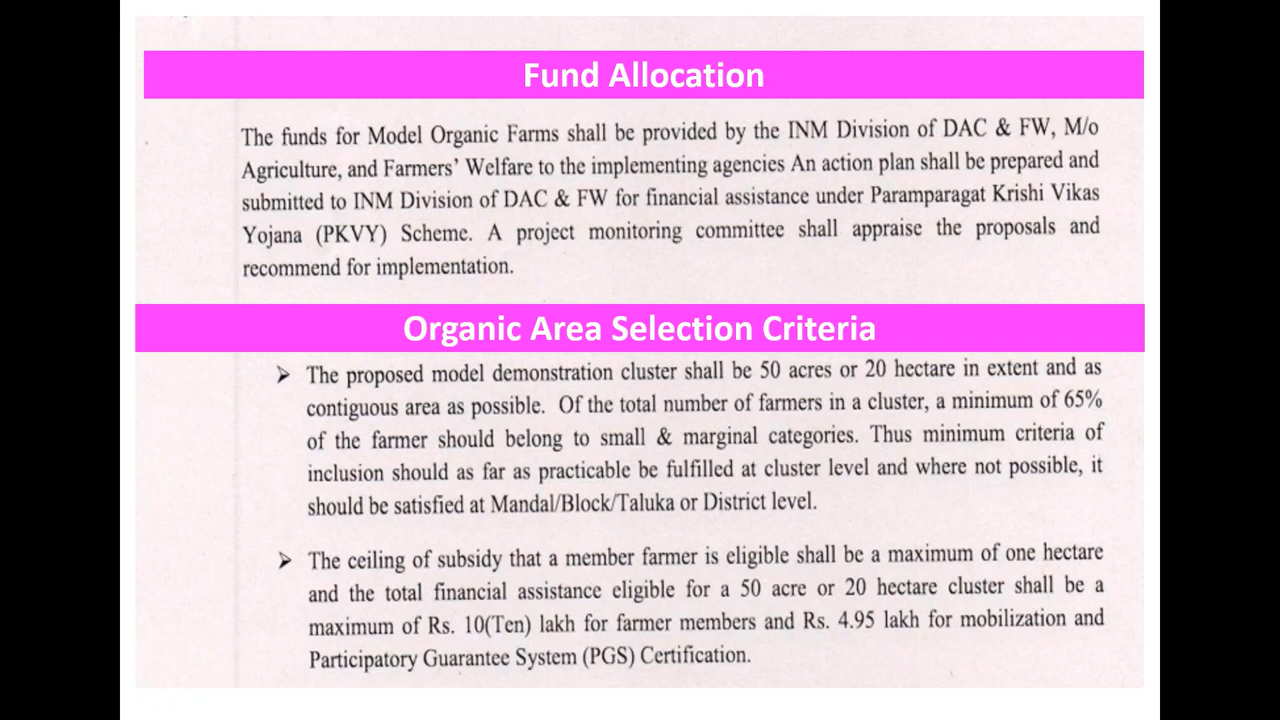 Fund Allocation
The funds for Model Organic Farms shall be provided by the INM Division of DAC & FW, M/o
Agriculture, and Farmers' Welfare to the implementing agencies An action plan shall be prepared and
submitted to INM Division of DAC & FW for financial assistance under Paramparagat Krishi Vikas
Yojana (PKVY) Scheme. A project monitoring committee shall appraise the proposals and
recommend for implementation.
Organic Area Selection Criteria
➢ The proposed model demonstration cluster shall be 50 acres or 20 hectare in extent and as
contiguous area as possible. Of the total number of farmers in a cluster, a minimum of 65%
of the farmer should belong to small & marginal categories. Thus minimum criteria of
inclusion should as far as practicable be fulfilled at cluster level and where not possible, it
should be satisfied at Mandal/Block/Taluka or District level.
➢ The ceiling of subsidy that a member farmer is eligible shall be a maximum of one hectare
and the total financial assistance eligible for a 50 acre or 20 hectare cluster shall be a
maximum of Rs. 10(Ten) lakh for farmer members and Rs. 4.95 lakh for mobilization and
Participatory Guarantee System (PGS) Certification.